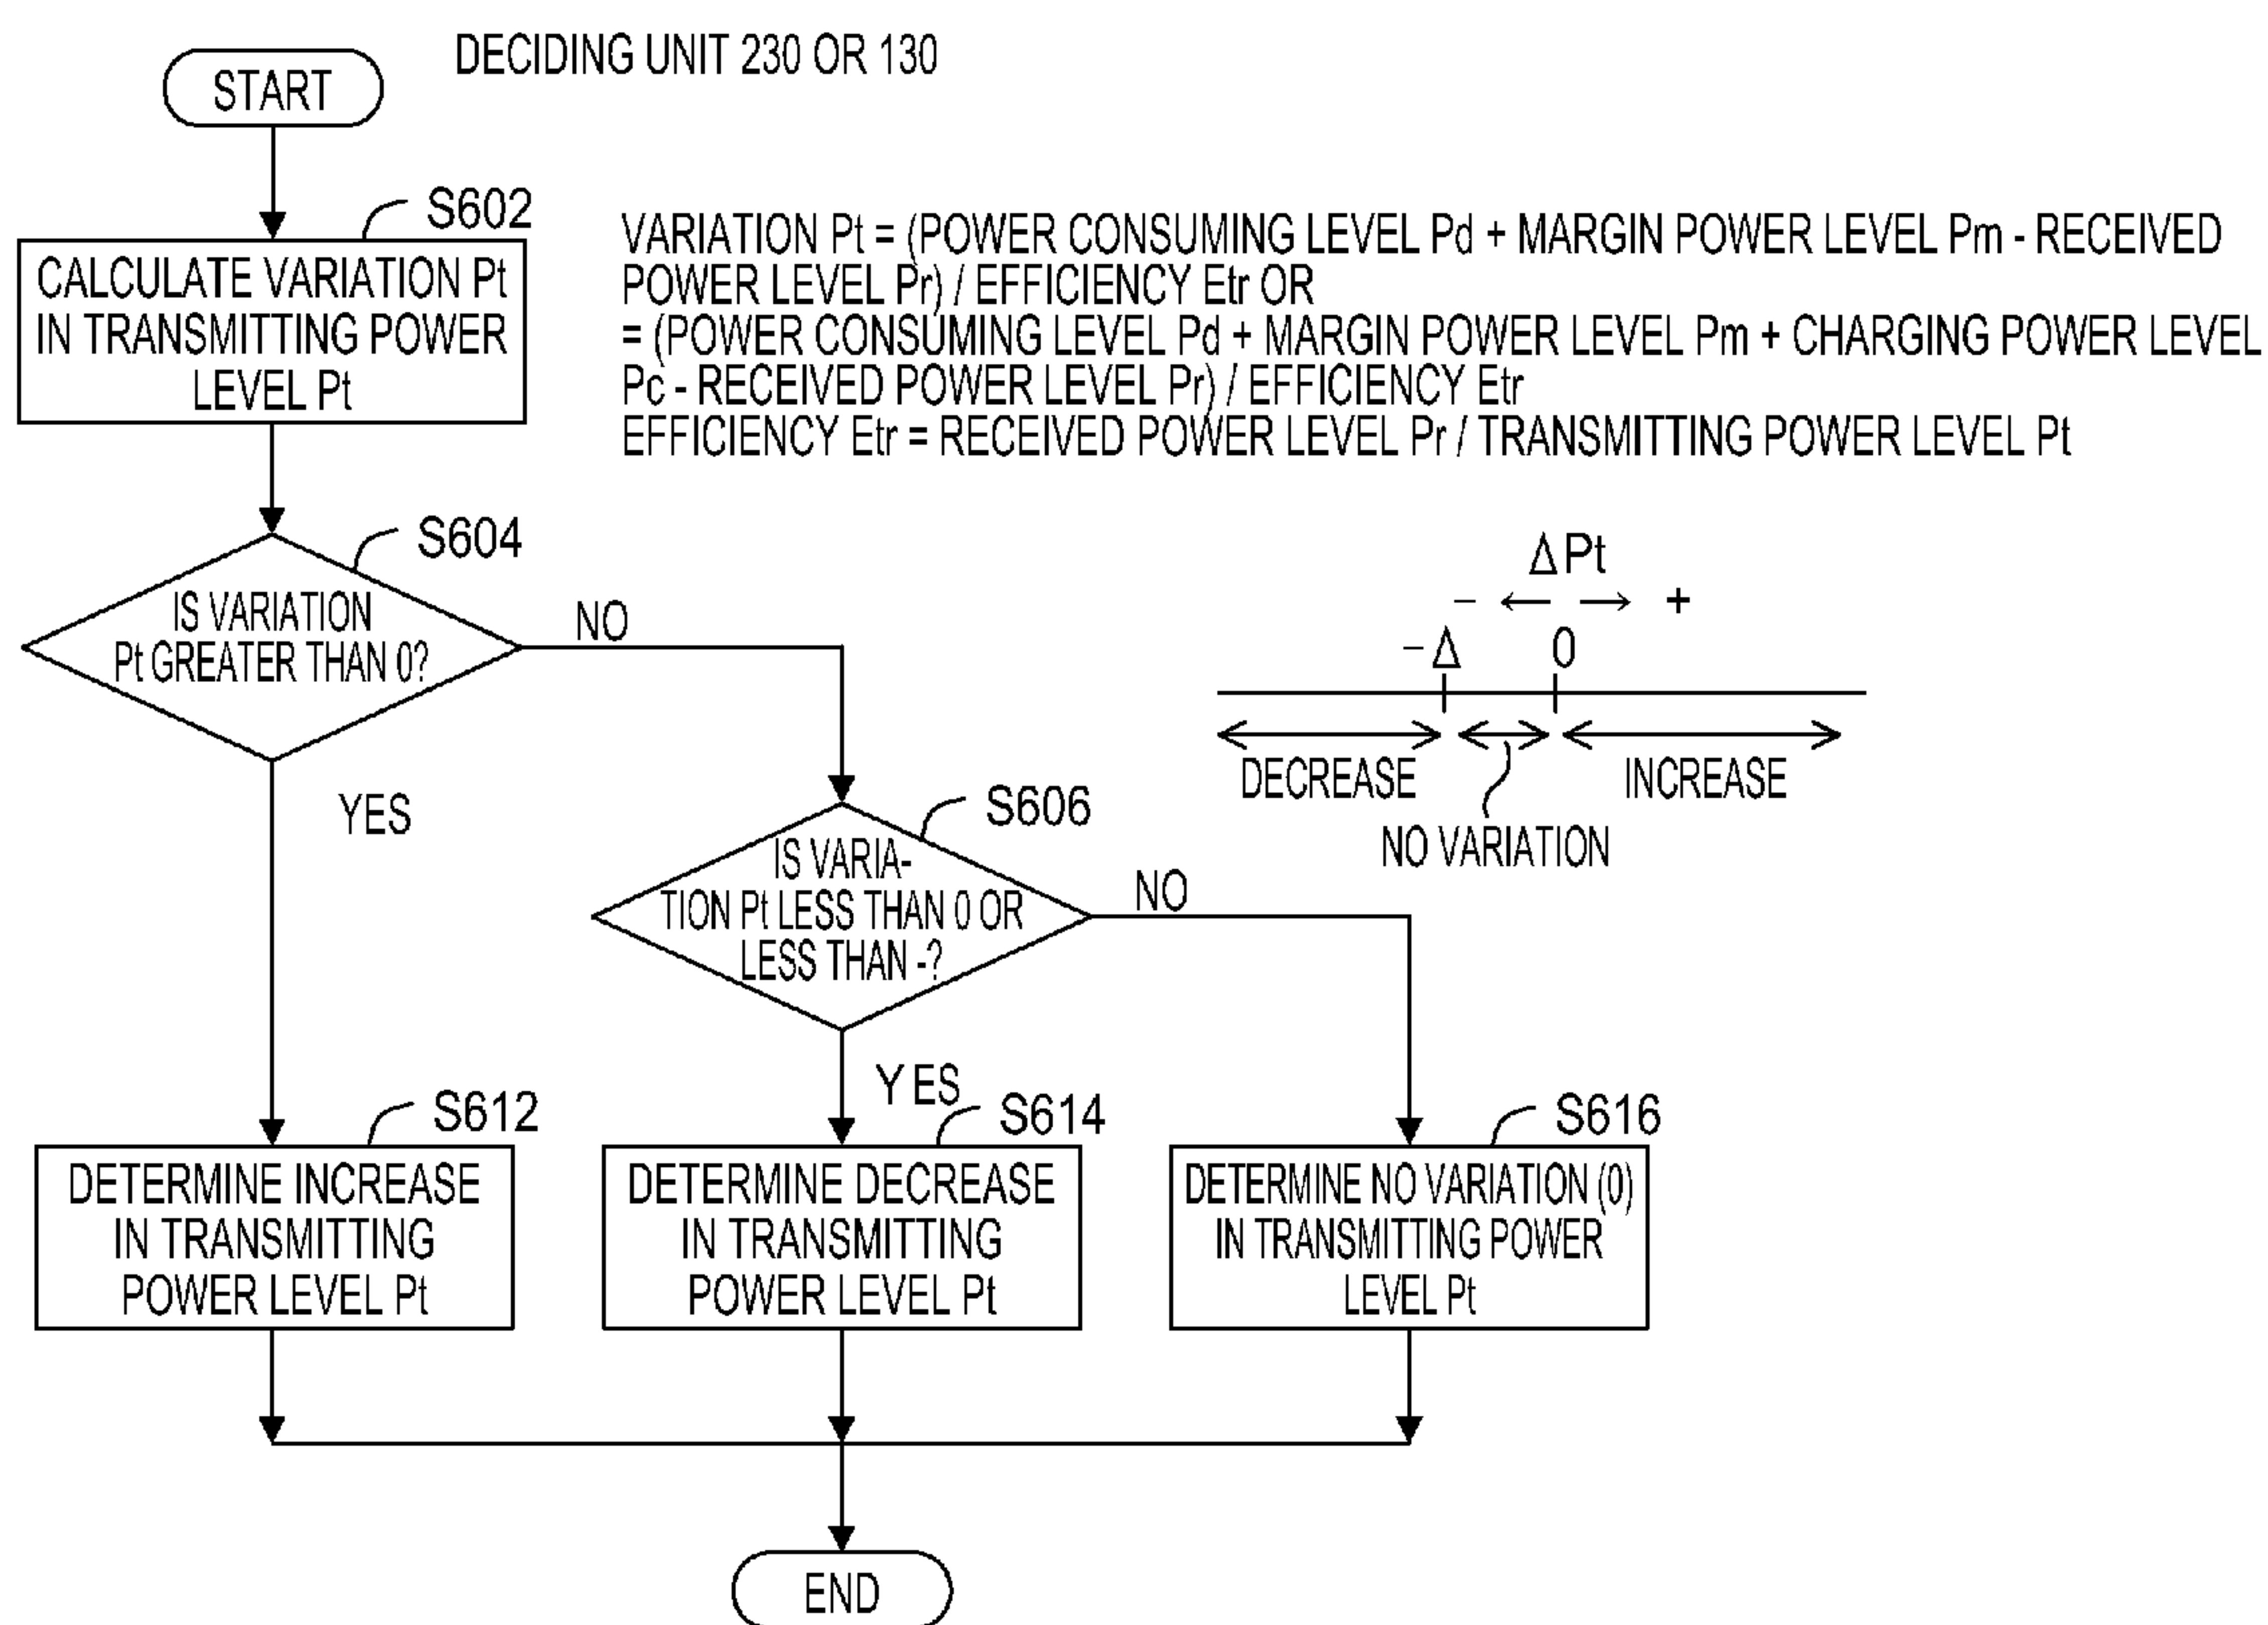 DECIDING UNIT 230 OR 130
START
S602
CALCULATE VARIATION Pt
IN TRANSMITTING POWER
LEVEL Pt
VARIATION Pt = (POWER CONSUMING LEVEL Pd + MARGIN POWER LEVEL Pm - RECEIVED
POWER LEVEL Pr) / EFFICIENCY Etr OR
= (POWER CONSUMING LEVEL Pd + MARGIN POWER LEVEL Pm + CHARGING POWER LEVEL
Pc - RECEIVED POWER LEVEL Pr) / EFFICIENCY Etr
EFFICIENCY Etr = RECEIVED POWER LEVEL Pr / TRANSMITTING POWER LEVEL Pt
S604
IS VARIATION
Pt GREATER THAN 0?
NO
YES
ΔPt
- ← → +
-Δ 0
DECREASE
INCREASE
NO VARIATION
S606
IS VARIA-
TION Pt LESS THAN 0 OR
LESS THAN -?
NO
YES
S612
DETERMINE INCREASE
IN TRANSMITTING
POWER LEVEL Pt
S614
DETERMINE DECREASE
IN TRANSMITTING
POWER LEVEL Pt
S616
DETERMINE NO VARIATION (0)
IN TRANSMITTING POWER
LEVEL Pt
END